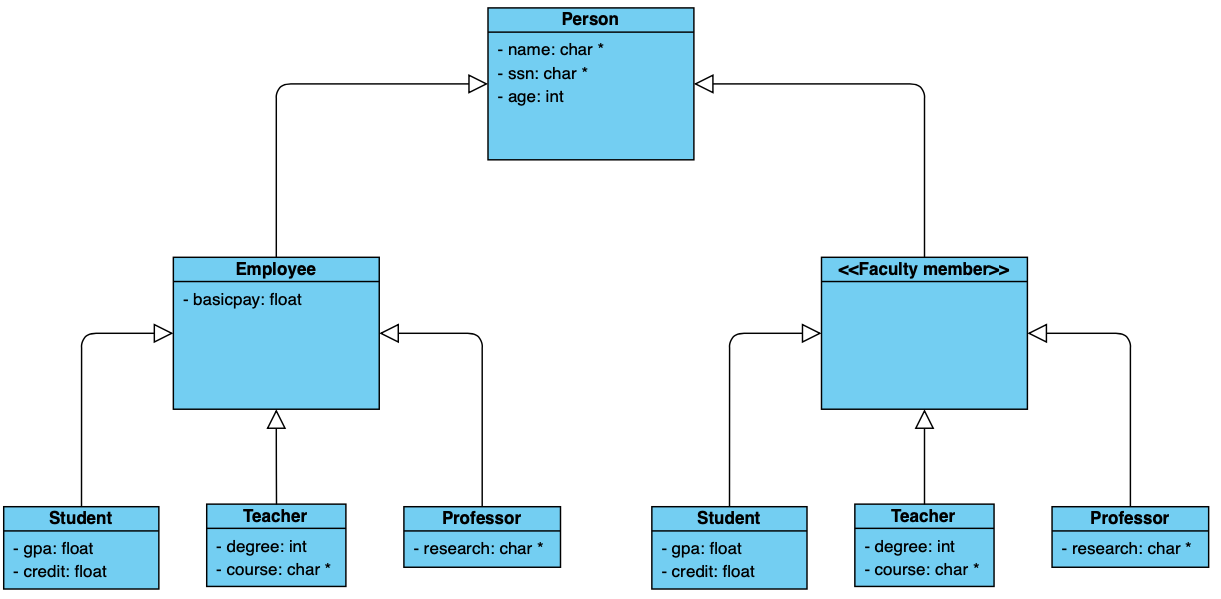 Person
- name: char *
- ssn: char *
- age: int
Employee
- basicpay: float
<<Faculty member>>
Student
- gpa: float
- credit: float
Teacher
- degree: int
- course: char *
Professor
- research: char *
Student
- gpa: float
- credit: float
Teacher
- degree: int
- course: char *
Professor
- research: char *